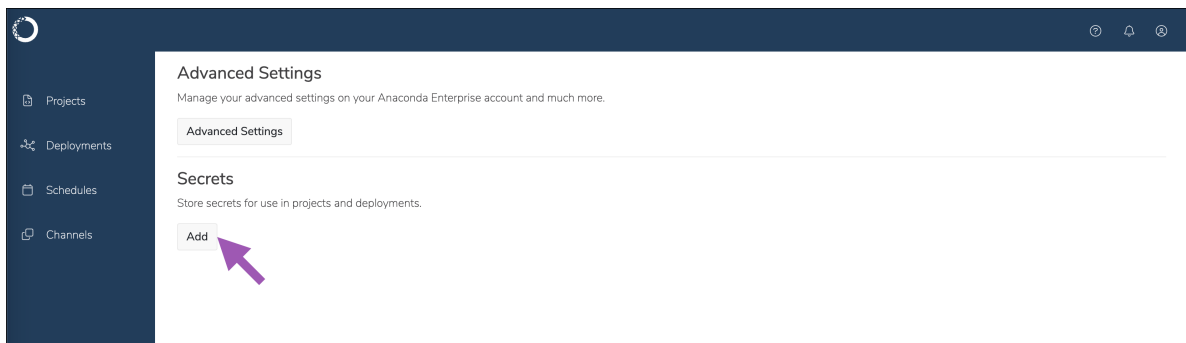 Projects
Deployments
Schedules
Channels
Advanced Settings
Manage your advanced settings on your Anaconda Enterprise account and much more.
Advanced Settings
Secrets
Store secrets for use in projects and deployments.
Add